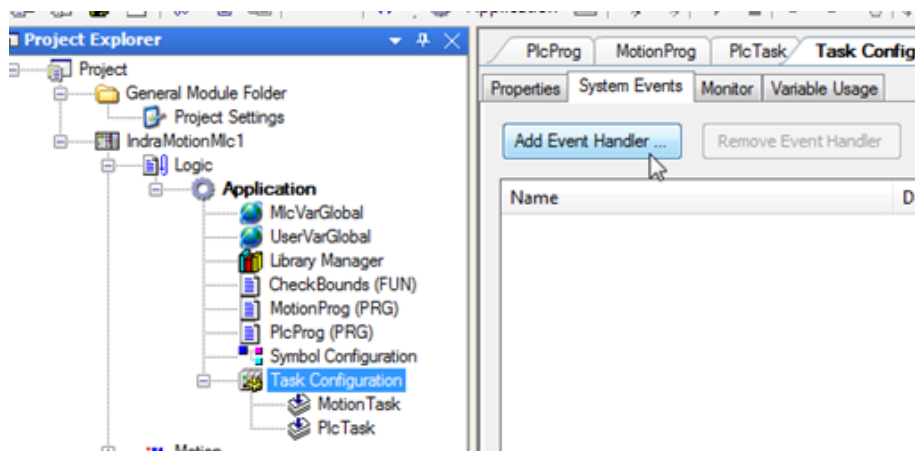 Project Explorer
Project
General Module Folder
Project Settings
IndraMotionMlc1
Logic
Application
MlcVarGlobal
UserVarGlobal
Library Manager
CheckBounds (FUN)
MotionProg (PRG)
PlcProg (PRG)
Symbol Configuration
Task Configuration
MotionTask
PlcTask
Motion
PlcProg MotionProg PlcTask Task Config
Properties System Events Monitor Variable Usage
Add Event Handler ... Remove Event Handler
Name D